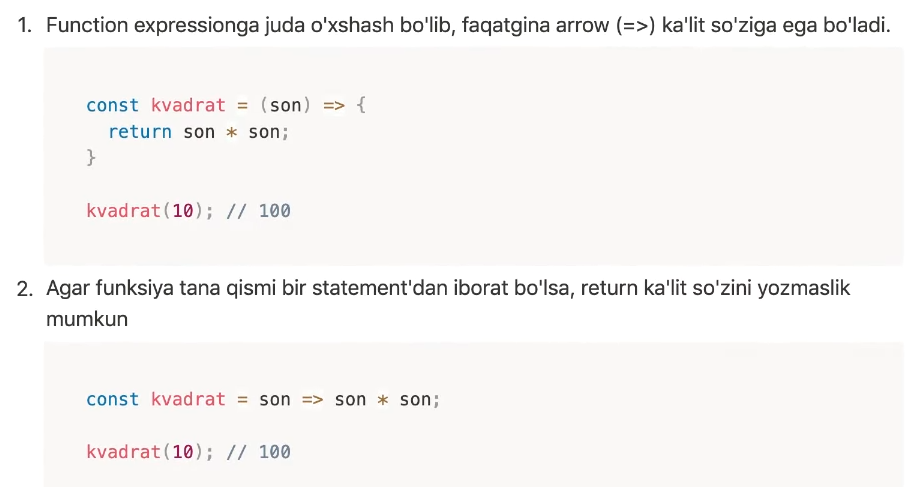 1. Function expressionga juda o'xshash bo'lib, faqatgina arrow (=>) ka'lit so'ziga ega bo'ladi.
const kvadrat = (son) => {
  return son * son;
}
kvadrat(10); // 100
2. Agar funksiya tana qismi bir statement'dan iborat bo'lsa, return ka'lit so'zini yozmaslik
mumkun
const kvadrat = son => son * son;
kvadrat(10); // 100